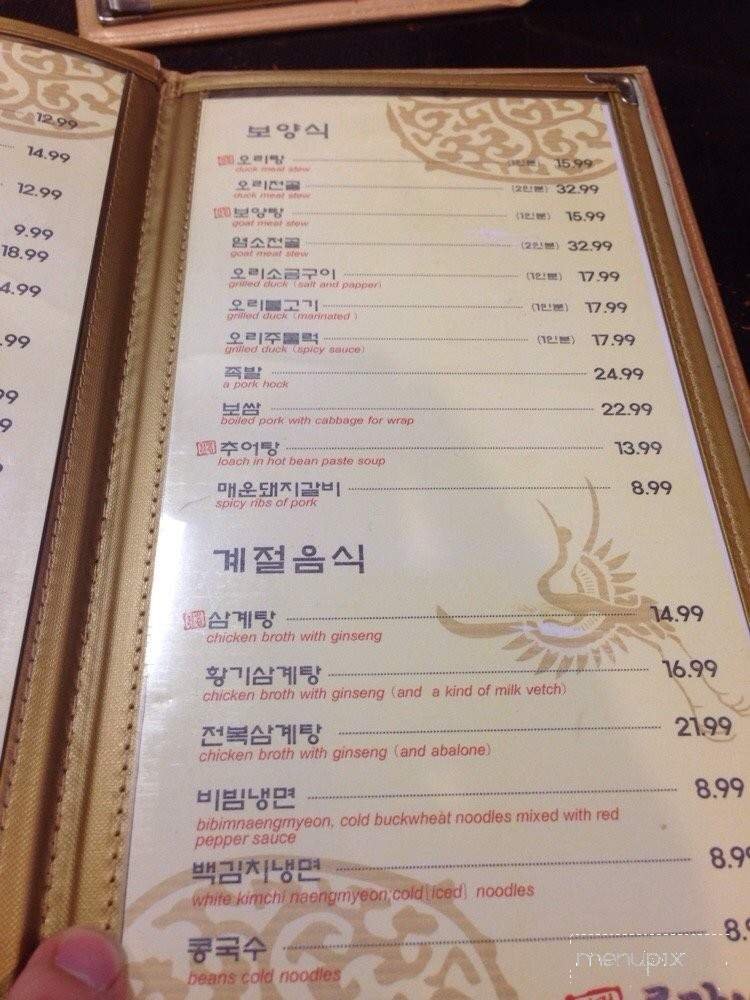 12.99
14.99
12.99
9.99
18.99
4.99
.99
99
9
보양식
오리탕 (1인분) 15.99
duck meat stew
오리전골 (2인분) 32.99
duck meat stew
보양탕 (1인분) 15.99
goat meat stew
염소전골 (2인분) 32.99
goat meat stew
오리소금구이 (1인분) 17.99
grilled duck (salt and papper)
오리불고기 (1인분) 17.99
grilled duck (marinated )
오리주물럭 (1인분) 17.99
grilled duck (spicy sauce)
족발 24.99
a pork hock
보쌈 22.99
boiled pork with cabbage for wrap
추어탕 13.99
loach in hot bean paste soup
매운돼지갈비 8.99
spicy ribs of pork
계절음식
삼계탕 14.99
chicken broth with ginseng
황기삼계탕 16.99
chicken broth with ginseng (and a kind of milk vetch)
전복삼계탕 21.99
chicken broth with ginseng (and abalone)
비빔냉면 8.99
bibimnaengmyeon, cold buckwheat noodles mixed with red
pepper sauce
백김치냉면 8.9
white kimchi naengmyeon,cold[iced] noodles
콩국수 8.
beans cold noodles
menupix